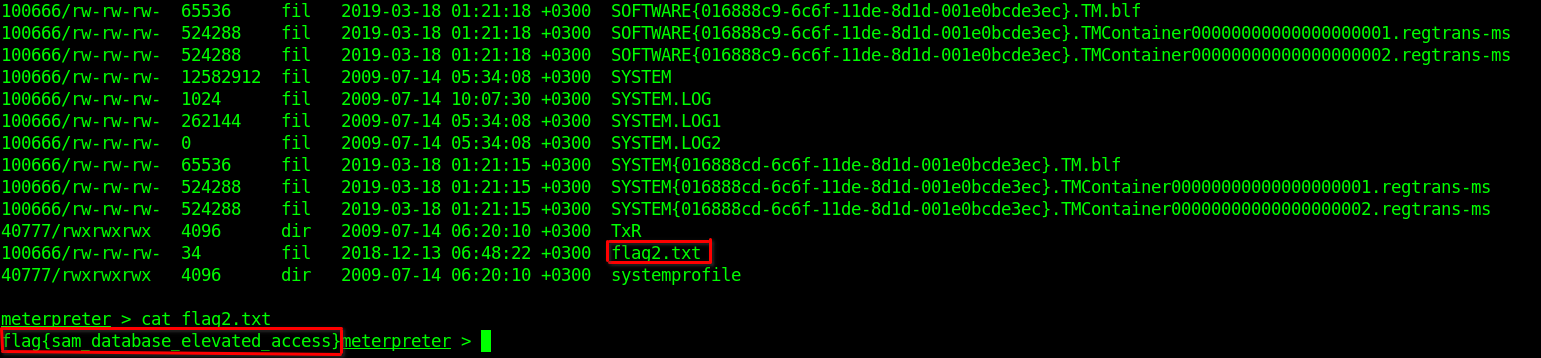 100666/rw-rw-rw-  65536     fil   2019-03-18 01:21:18 +0300  SOFTWARE{016888c9-6c6f-11de-8d1d-001e0bcde3ec}.TM.blf
100666/rw-rw-rw-  524288    fil   2019-03-18 01:21:18 +0300  SOFTWARE{016888c9-6c6f-11de-8d1d-001e0bcde3ec}.TMContainer00000000000000000001.regtrans-ms
100666/rw-rw-rw-  524288    fil   2019-03-18 01:21:18 +0300  SOFTWARE{016888c9-6c6f-11de-8d1d-001e0bcde3ec}.TMContainer00000000000000000002.regtrans-ms
100666/rw-rw-rw-  12582912  fil   2009-07-14 05:34:08 +0300  SYSTEM
100666/rw-rw-rw-  1024      fil   2009-07-14 10:07:30 +0300  SYSTEM.LOG
100666/rw-rw-rw-  262144    fil   2009-07-14 05:34:08 +0300  SYSTEM.LOG1
100666/rw-rw-rw-  0         fil   2009-07-14 05:34:08 +0300  SYSTEM.LOG2
100666/rw-rw-rw-  65536     fil   2019-03-18 01:21:15 +0300  SYSTEM{016888cd-6c6f-11de-8d1d-001e0bcde3ec}.TM.blf
100666/rw-rw-rw-  524288    fil   2019-03-18 01:21:15 +0300  SYSTEM{016888cd-6c6f-11de-8d1d-001e0bcde3ec}.TMContainer00000000000000000001.regtrans-ms
100666/rw-rw-rw-  524288    fil   2019-03-18 01:21:15 +0300  SYSTEM{016888cd-6c6f-11de-8d1d-001e0bcde3ec}.TMContainer00000000000000000002.regtrans-ms
40777/rwxrwxrwx   4096      dir   2009-07-14 06:20:10 +0300  TxR
100666/rw-rw-rw-  34        fil   2018-12-13 06:48:22 +0300  flag2.txt
40777/rwxrwxrwx   4096      dir   2009-07-14 06:20:10 +0300  systemprofile
meterpreter > cat flag2.txt
flag{sam_database_elevated_access}meterpreter >